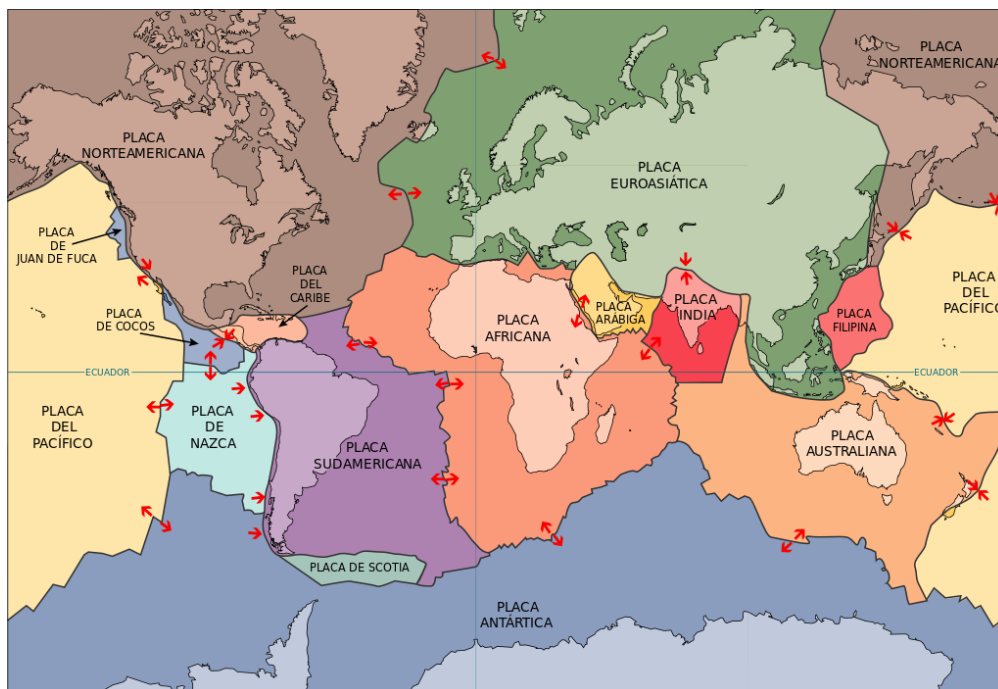 PLACA
NORTEAMERICANA
PLACA
NORTEAMERICANA
PLACA
EUROASIÁTICA
PLACA
DE
JUAN DE FUCA
PLACA
DEL
CARIBE
PLACA
DE COCOS
PLACA
ARÁBIGA
PLACA
INDIA
PLACA
FILIPINA
PLACA
DEL
PACÍFICO
PLACA
AFRICANA
ECUADOR
ECUADOR
PLACA
DEL
PACÍFICO
PLACA
DE
NAZCA
PLACA
SUDAMERICANA
PLACA
AUSTRALIANA
PLACA DE SCOTIA
PLACA
ANTÁRTICA